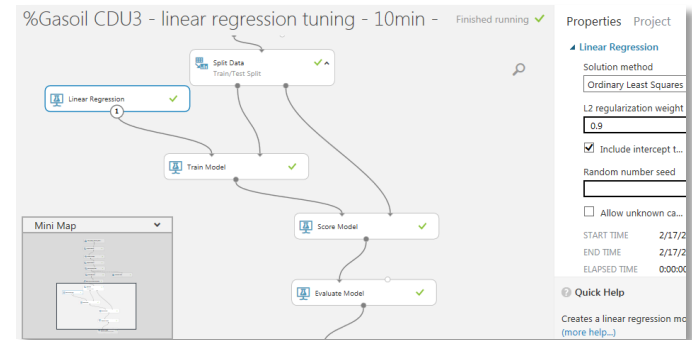 %Gasoil CDU3 - linear regression tuning - 10min -
Finished running
Split Data
Train/Test Split
Linear Regression
1
Train Model
Score Model
Evaluate Model
Mini Map
Properties Project
Linear Regression
Solution method
Ordinary Least Squares
L2 regularization weight
0.9
Include intercept t...
Random number seed
Allow unknown ca...
START TIME 2/17/2
END TIME 2/17/2
ELAPSED TIME 0:00:00
Quick Help
Creates a linear regression mo
(more help...)